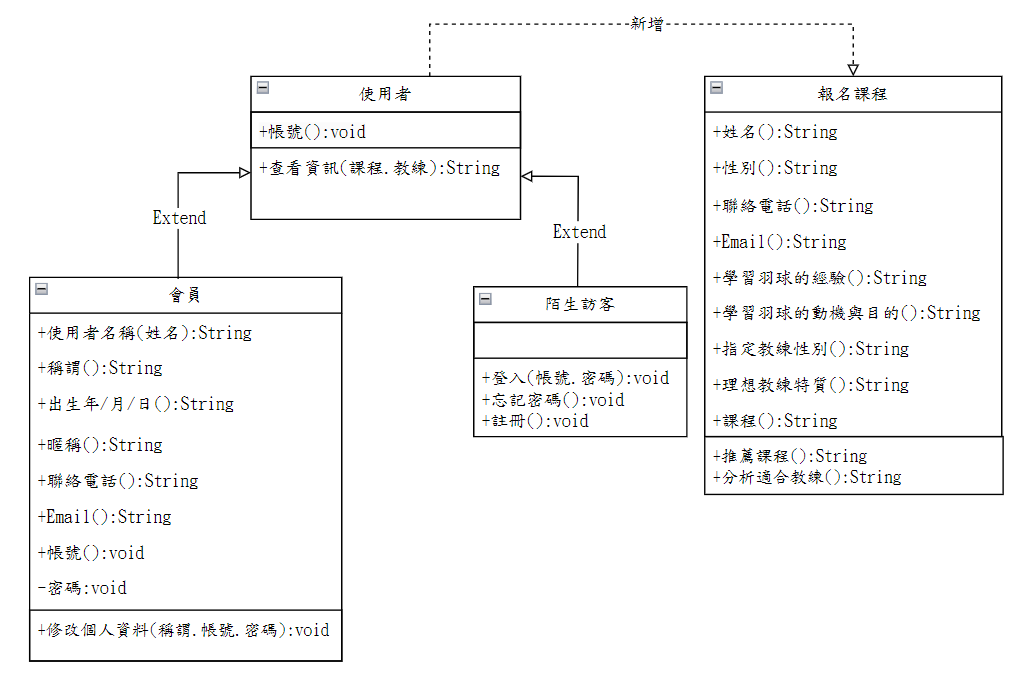 新增
使用者
+帳號():void
+查看資訊(課程.教練):String
報名課程
+姓名():String
+性別():String
+聯絡電話():String
+Email():String
+學習羽球的經驗():String
+學習羽球的動機與目的():String
+指定教練性別():String
+理想教練特質():String
+課程():String
+推薦課程():String
+分析適合教練():String
Extend
Extend
會員
+使用者名稱(姓名):String
+稱謂():String
+出生年/月/日():String
+暱稱():String
+聯絡電話():String
+Email():String
+帳號():void
-密碼:void
+修改個人資料(稱謂.帳號.密碼):void
陌生訪客
+登入(帳號.密碼):void
+忘記密碼():void
+註冊():void